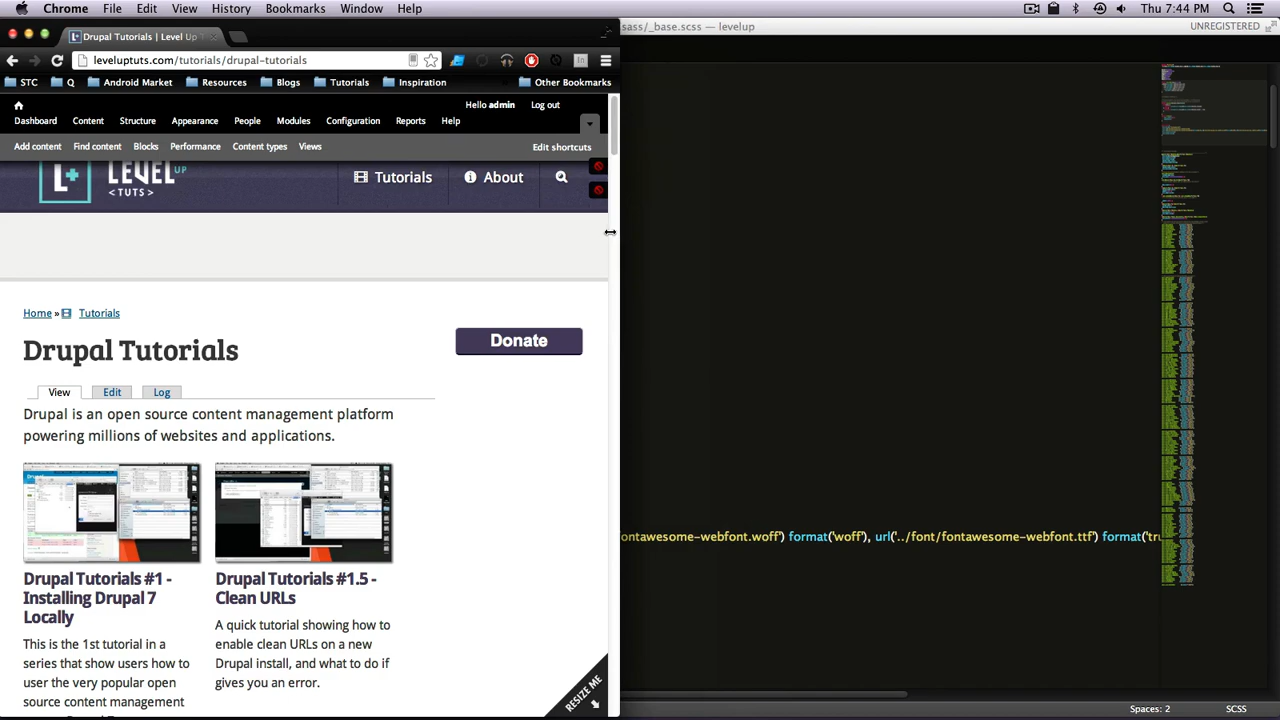 Chrome File Edit View History Bookmarks Window Help Thu 7:44 PM
sass/_base.scss — levelup UNREGISTERED
Drupal Tutorials | Level Up T
leveluptuts.com/tutorials/drupal-tutorials
STC Q Android Market Resources Blogs Tutorials Inspiration Other Bookmarks
Hello admin Log out
Dashboard Content Structure Appearance People Modules Configuration Reports Help
Add content Find content Blocks Performance Content types Views Edit shortcuts
L+ LEVEL UP
<TUTS>
Tutorials About
Home » Tutorials
Drupal Tutorials
Donate
View Edit Log
Drupal is an open source content management platform
powering millions of websites and applications.
Drupal Tutorials #1 -
Installing Drupal 7
Locally
This is the 1st tutorial in a
series that show users how to
user the very popular open
source content management
Drupal Tutorials #1.5 -
Clean URLs
A quick tutorial showing how to
enable clean URLs on a new
Drupal install, and what to do if
gives you an error.
RESIZE ME
fontawesome-webfont.woff') format('woff'), url('../font/fontawesome-webfont.ttf') format('tru
Spaces: 2 SCSS